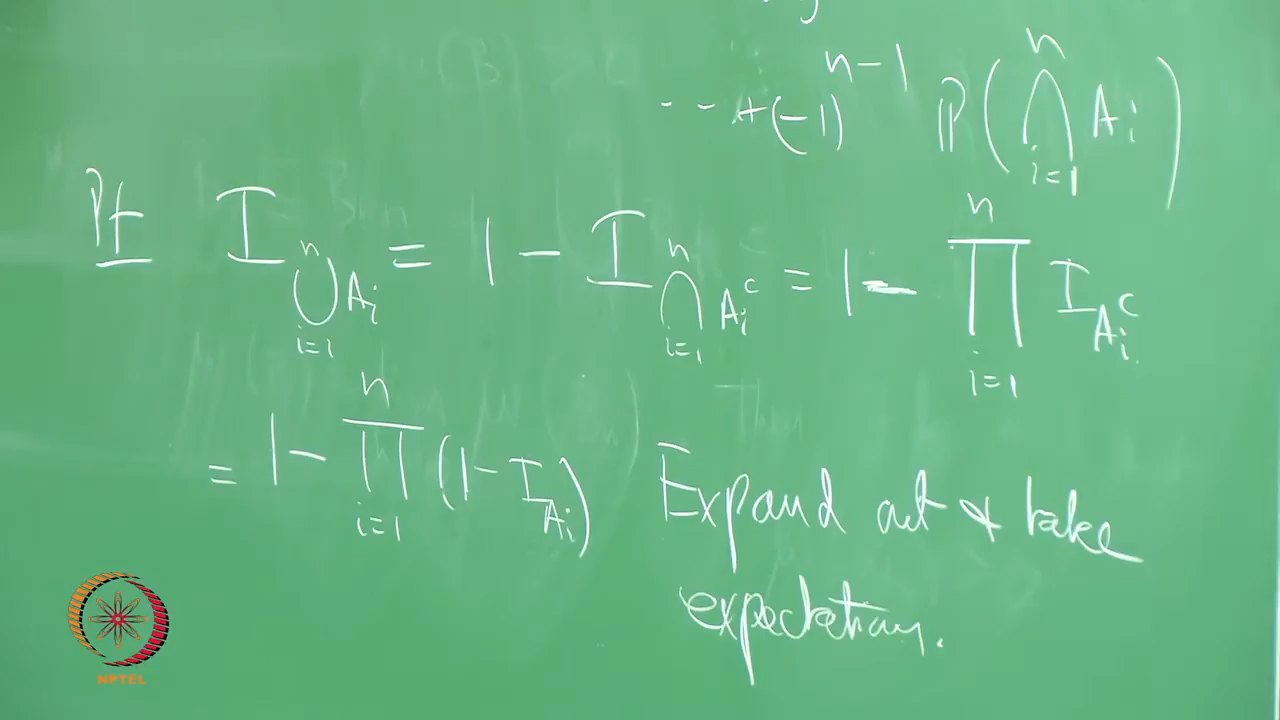 ⋯ + (−1)^{n−1} ℙ(⋂_{i=1}^{n} A_i)
Pf I_{⋃_{i=1}^{n} A_i} = 1 − I_{⋂_{i=1}^{n} A_i^c} = 1 − ∏_{i=1}^{n} I_{A_i^c}
= 1 − ∏_{i=1}^{n} (1 − I_{A_i}) Expand out & take
expectation.
NPTEL